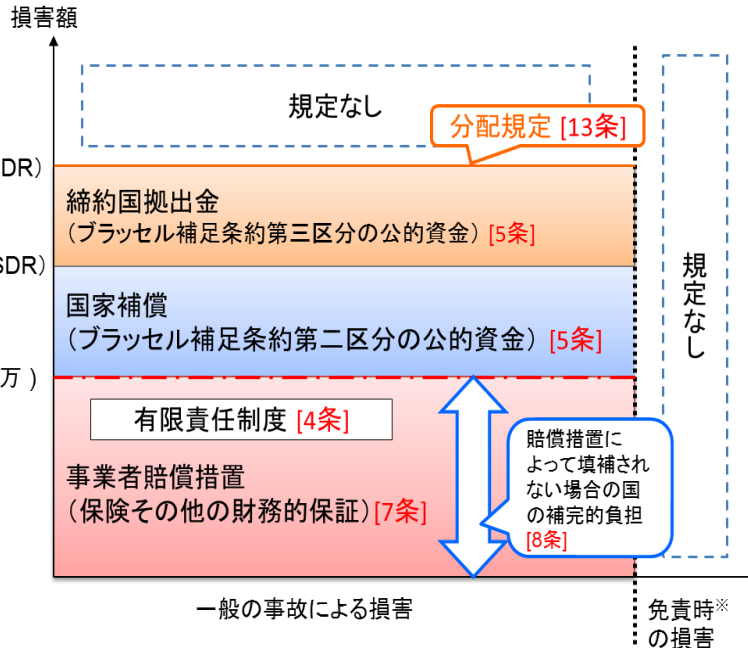 損害額
規定なし
分配規定 [13条]
DR)
締約国拠出金
(ブラッセル補足条約第三区分の公的資金) [5条]
SDR)
国家補償
(ブラッセル補足条約第二区分の公的資金) [5条]
万 )
有限責任制度 [4条]
事業者賠償措置
(保険その他の財務的保証)[7条]
賠償措置に
よって填補され
ない場合の国
の補完的負担
[8条]
規定なし
一般の事故による損害
免責時※
の損害